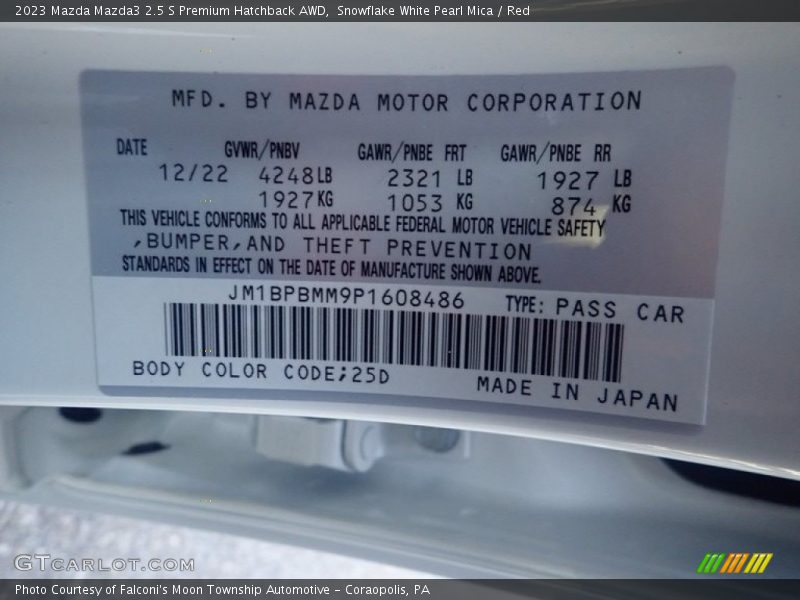 2023 Mazda Mazda3 2.5 S Premium Hatchback AWD,  Snowflake White Pearl Mica / Red
MFD. BY MAZDA MOTOR CORPORATION
DATE GVWR/PNBV GAWR/PNBE FRT GAWR/PNBE RR
12/22 4248LB 2321 LB 1927 LB
1927KG 1053 KG 874 KG
THIS VEHICLE CONFORMS TO ALL APPLICABLE FEDERAL MOTOR VEHICLE SAFETY
,BUMPER,AND THEFT PREVENTION
STANDARDS IN EFFECT ON THE DATE OF MANUFACTURE SHOWN ABOVE.
JM1BPBMM9P1608486 TYPE: PASS CAR
BODY COLOR CODE;25D MADE IN JAPAN
GTCARLOT.COM
Photo Courtesy of Falconi's Moon Township Automotive – Coraopolis, PA